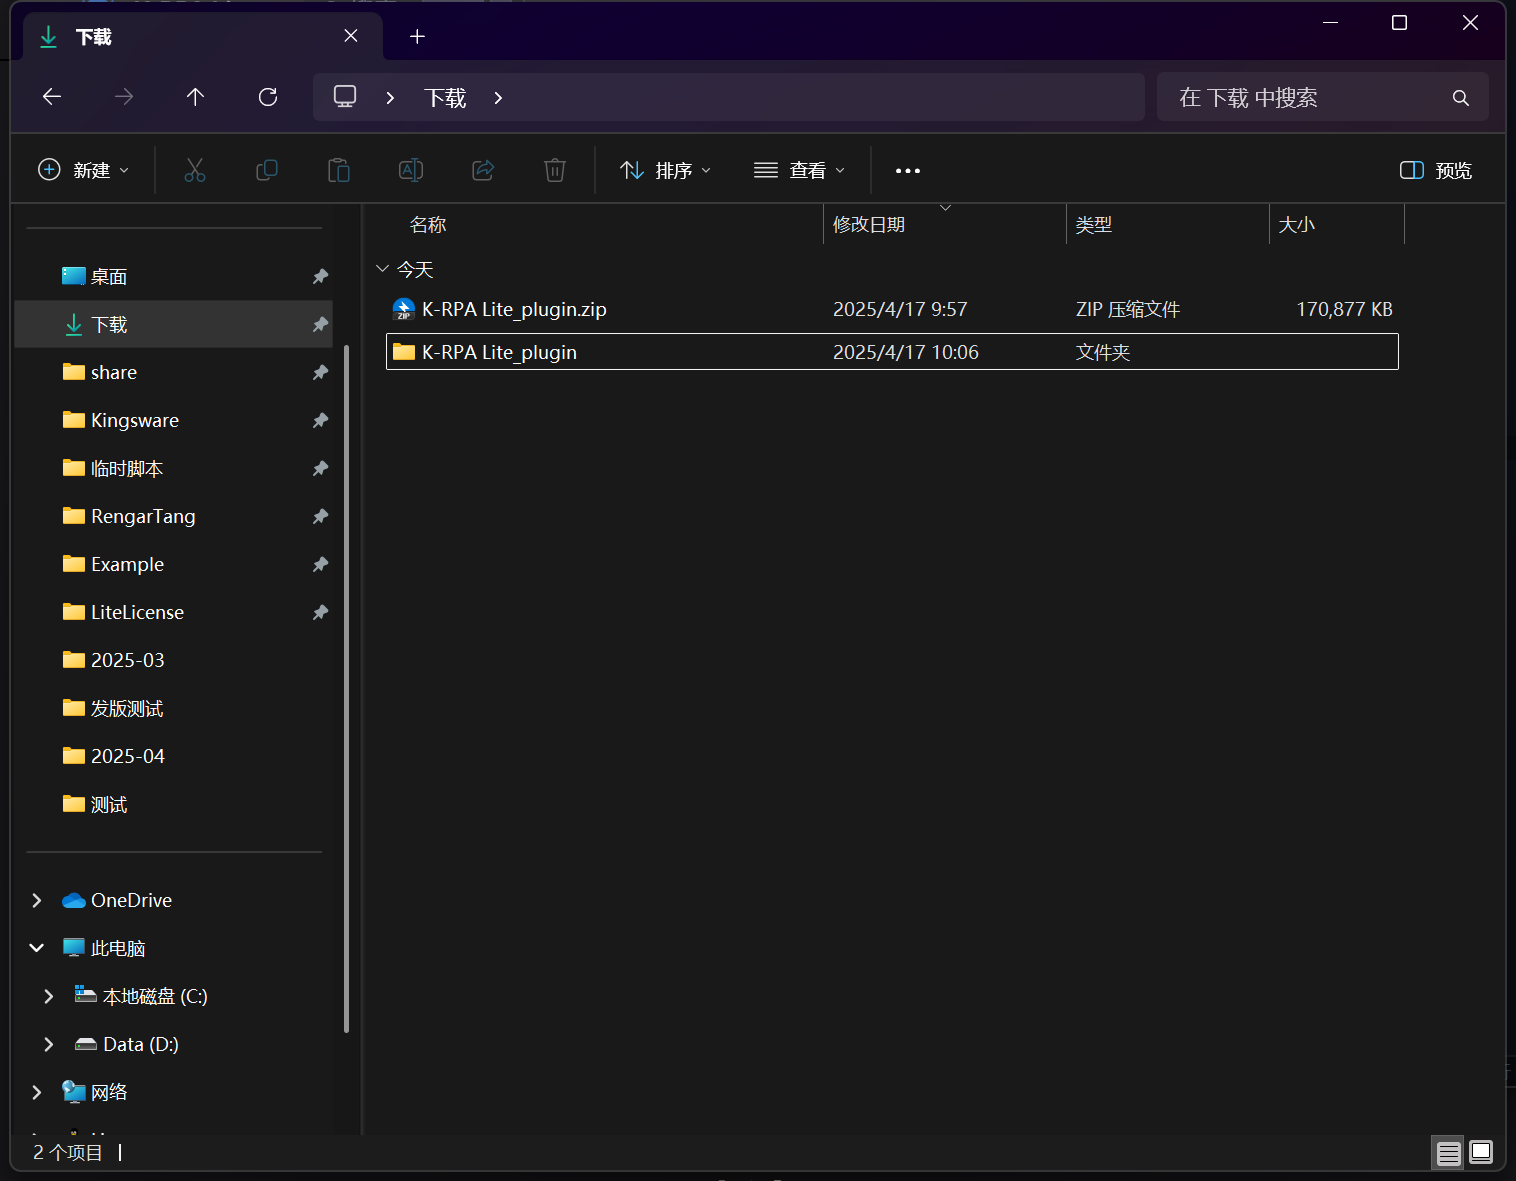 下载
下载
在 下载 中搜索
新建
排序
查看
预览
名称
修改日期
类型
大小
今天
K-RPA Lite_plugin.zip
2025/4/17 9:57
ZIP 压缩文件
170,877 KB
K-RPA Lite_plugin
2025/4/17 10:06
文件夹
桌面
下载
share
Kingsware
临时脚本
RengarTang
Example
LiteLicense
2025-03
发版测试
2025-04
测试
OneDrive
此电脑
本地磁盘 (C:)
Data (D:)
网络
2 个项目